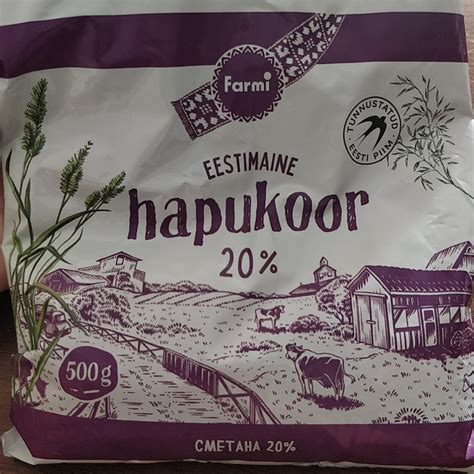 Farmi
TUNNUSTATUD
EESTI PIIM
EESTIMAINE
hapukoor
20%
500g
СМЕТАНА 20%